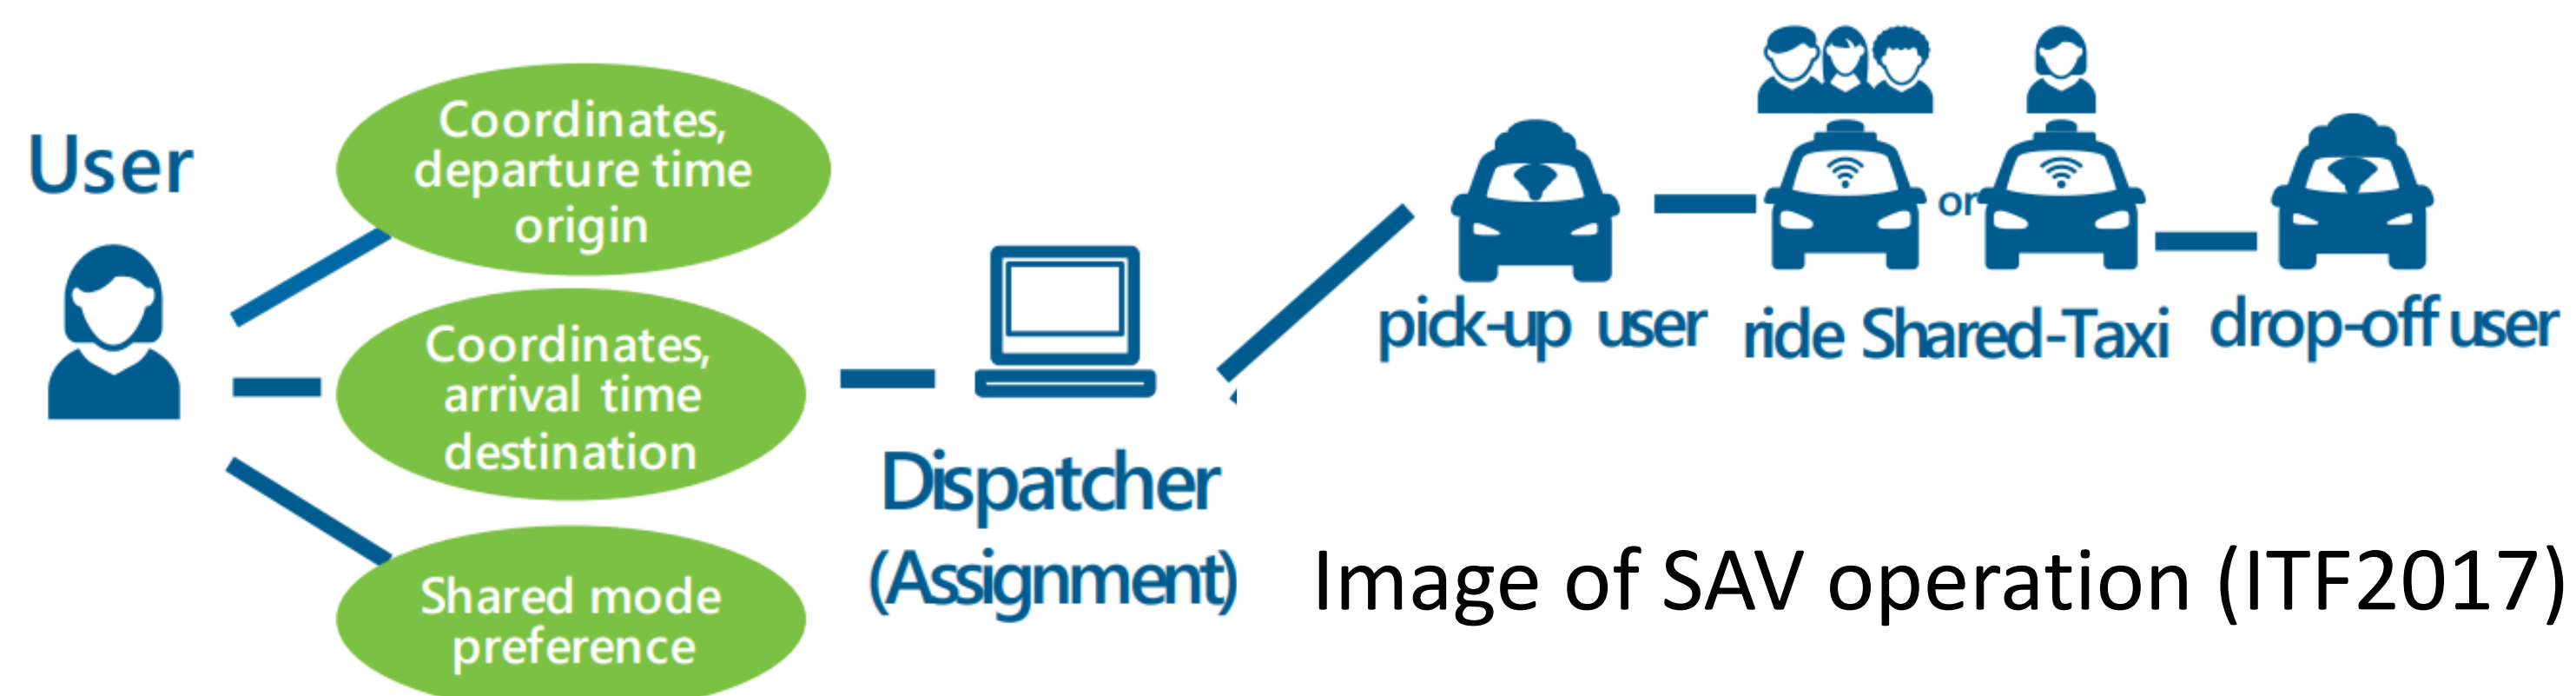 User
Coordinates,
departure time
origin
Coordinates,
arrival time
destination
Shared mode
preference
Dispatcher
(Assignment)
pick-up user
or
ride Shared-Taxi
drop-off user
Image of SAV operation (ITF2017)